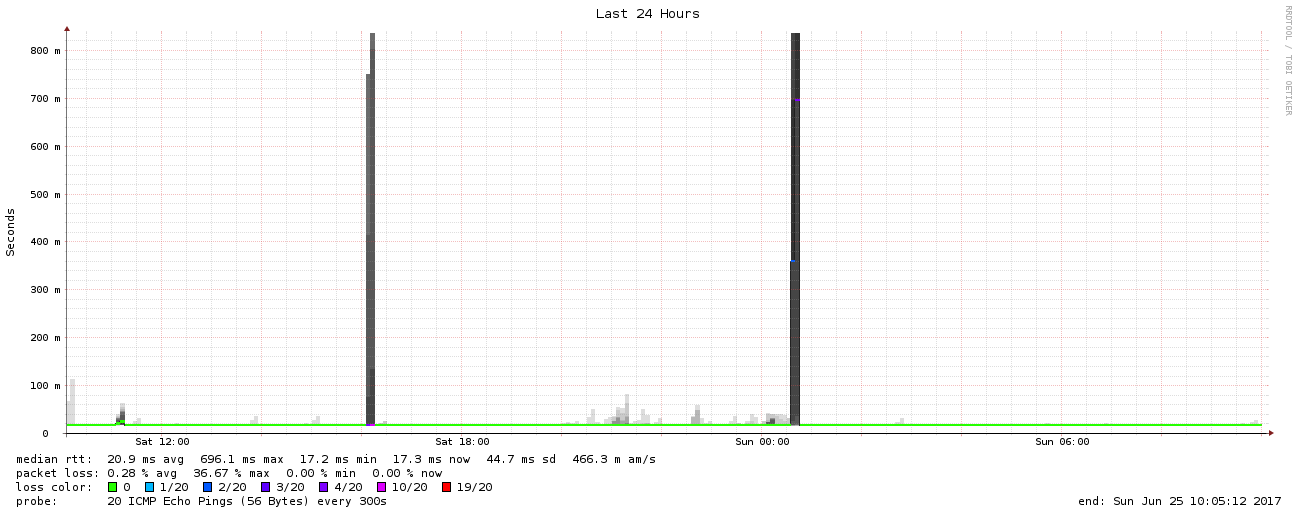 Last 24 Hours
RRDTOOL / TOBI OETIKER
Seconds
800 m
700 m
600 m
500 m
400 m
300 m
200 m
100 m
0
Sat 12:00 Sat 18:00 Sun 00:00 Sun 06:00
median rtt: 20.9 ms avg 696.1 ms max 17.2 ms min 17.3 ms now 44.7 ms sd 466.3 m am/s
packet loss: 0.28 % avg 36.67 % max 0.00 % min 0.00 % now
loss color: 0 1/20 2/20 3/20 4/20 10/20 19/20
probe: 20 ICMP Echo Pings (56 Bytes) every 300s end: Sun Jun 25 10:05:12 2017